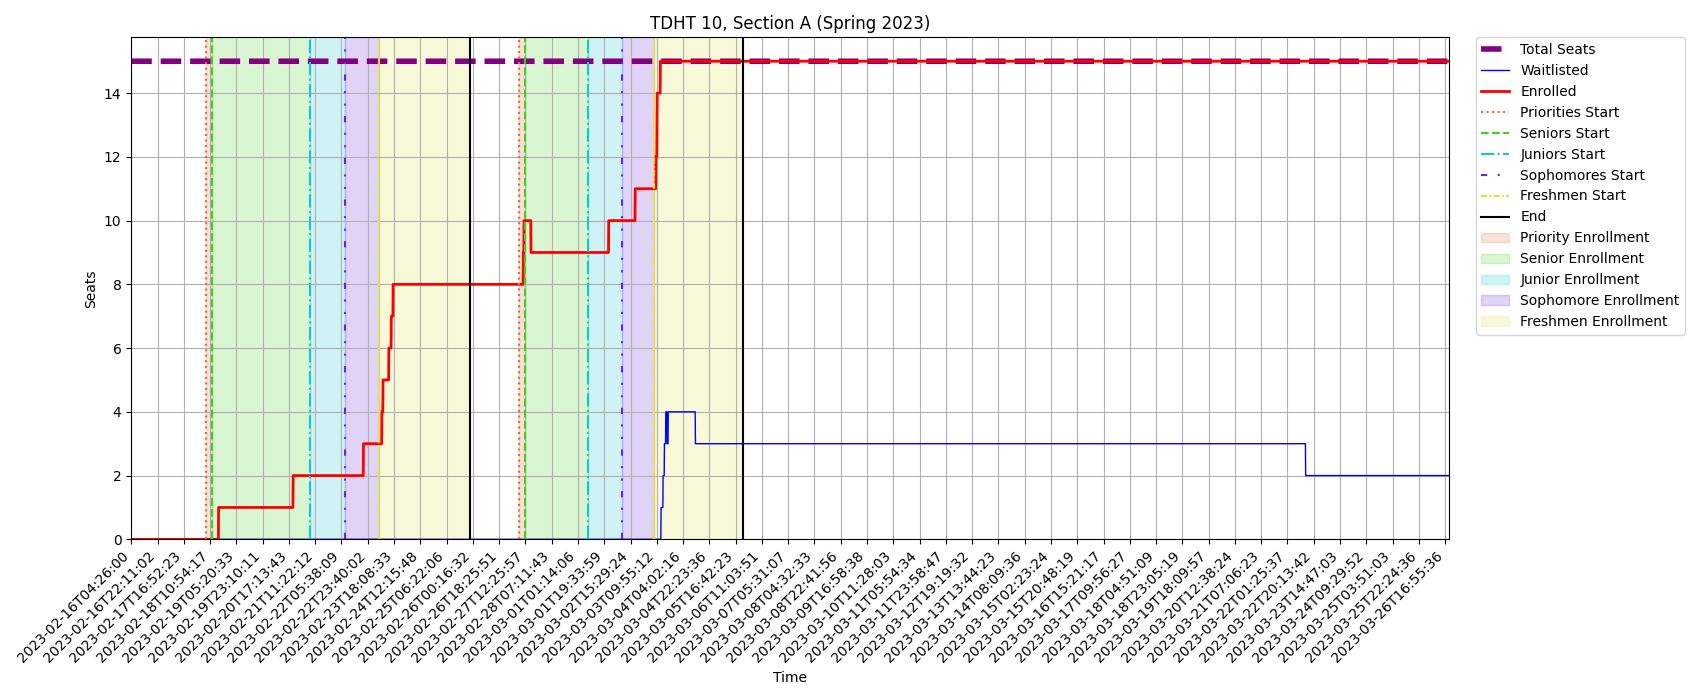 TDHT 10, Section A (Spring 2023)
Seats
14
12
10
8
6
4
2
0
2023-02-16T04:26:00
2023-02-16T22:11:02
2023-02-17T16:52:23
2023-02-18T10:54:17
2023-02-19T05:20:33
2023-02-19T23:10:11
2023-02-20T17:13:43
2023-02-21T11:22:12
2023-02-22T05:38:09
2023-02-22T23:40:02
2023-02-23T18:08:33
2023-02-24T12:15:48
2023-02-25T06:22:06
2023-02-26T00:16:32
2023-02-26T18:25:51
2023-02-27T12:25:57
2023-02-28T07:11:43
2023-03-01T01:14:06
2023-03-01T19:33:59
2023-03-02T15:29:24
2023-03-03T09:55:12
2023-03-04T04:02:16
2023-03-04T22:23:36
2023-03-05T16:42:23
2023-03-06T11:03:51
2023-03-07T05:31:07
2023-03-08T04:32:33
2023-03-08T22:41:56
2023-03-09T16:58:38
2023-03-10T11:28:03
2023-03-11T05:54:34
2023-03-11T23:58:47
2023-03-12T19:19:32
2023-03-13T13:44:23
2023-03-14T08:09:36
2023-03-15T02:23:24
2023-03-15T20:48:19
2023-03-16T15:21:17
2023-03-17T09:56:27
2023-03-18T04:51:09
2023-03-18T23:05:19
2023-03-19T18:09:57
2023-03-20T12:38:24
2023-03-21T07:06:23
2023-03-22T01:25:37
2023-03-22T20:13:42
2023-03-23T14:47:03
2023-03-24T09:29:52
2023-03-25T03:51:03
2023-03-25T22:24:36
2023-03-26T16:55:36
Time
Total Seats
Waitlisted
Enrolled
Priorities Start
Seniors Start
Juniors Start
Sophomores Start
Freshmen Start
End
Priority Enrollment
Senior Enrollment
Junior Enrollment
Sophomore Enrollment
Freshmen Enrollment